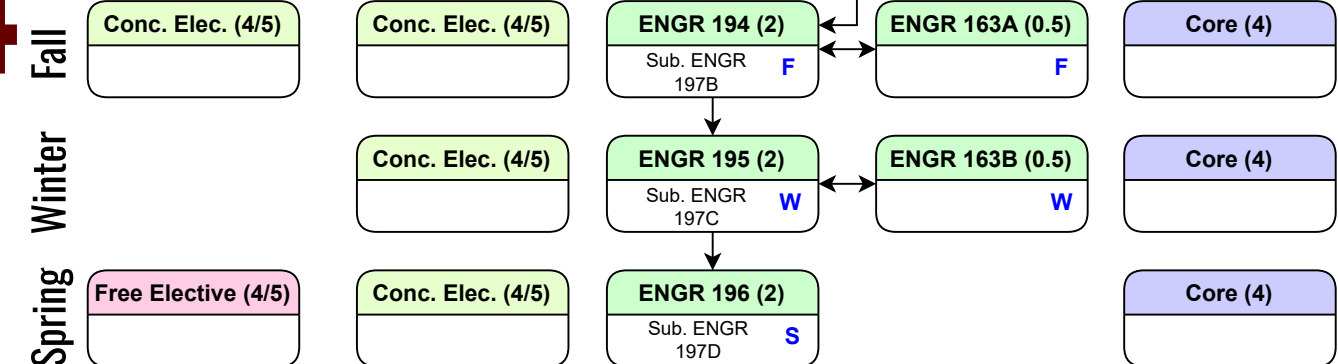 Fall
Conc. Elec. (4/5)
Conc. Elec. (4/5)
ENGR 194 (2)
Sub. ENGR
197B
F
ENGR 163A (0.5)
F
Core (4)
Winter
Conc. Elec. (4/5)
ENGR 195 (2)
Sub. ENGR
197C
W
ENGR 163B (0.5)
W
Core (4)
Spring
Free Elective (4/5)
Conc. Elec. (4/5)
ENGR 196 (2)
Sub. ENGR
197D
S
Core (4)